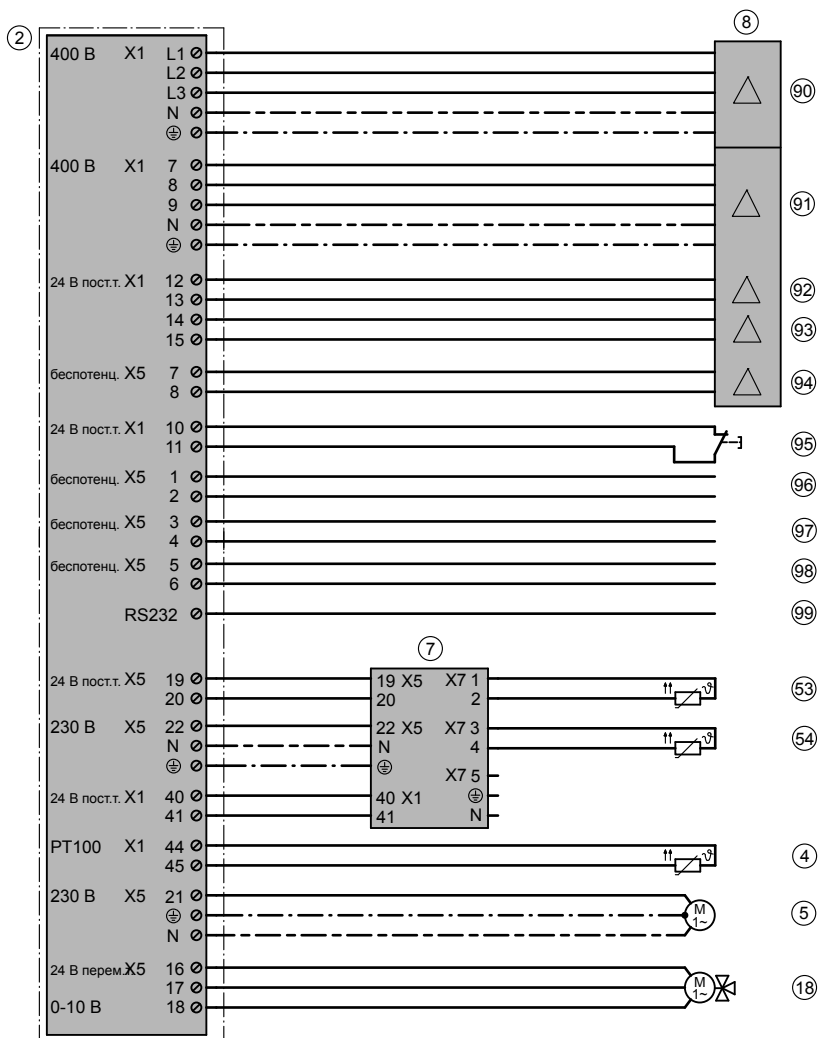 2 8
400 В X1 L1
L2
L3 90
N
7
400 В X1 8
9 91
N
24 В пост.т. X1 12 92
13
14 93
15
беспотенц. X5 7 94
8
24 В пост.т. X1 10
11 95
беспотенц. X5 1 96
2
беспотенц. X5 3 97
4
беспотенц. X5 5 98
6
RS232 99
7
24 В пост.т. X5 19 19 X5 X7 1 ϑ 53
20 20 2
230 В X5 22 22 X5 X7 3 ϑ 54
N N 4
X7 5
24 В пост.т. X1 40 40 X1
41 41 N
PT100 X1 44 ϑ 4
45
230 В X5 21 M 1~ 5
N
24 В перем. X5 16
17 M 1~ 18
0-10 В 18